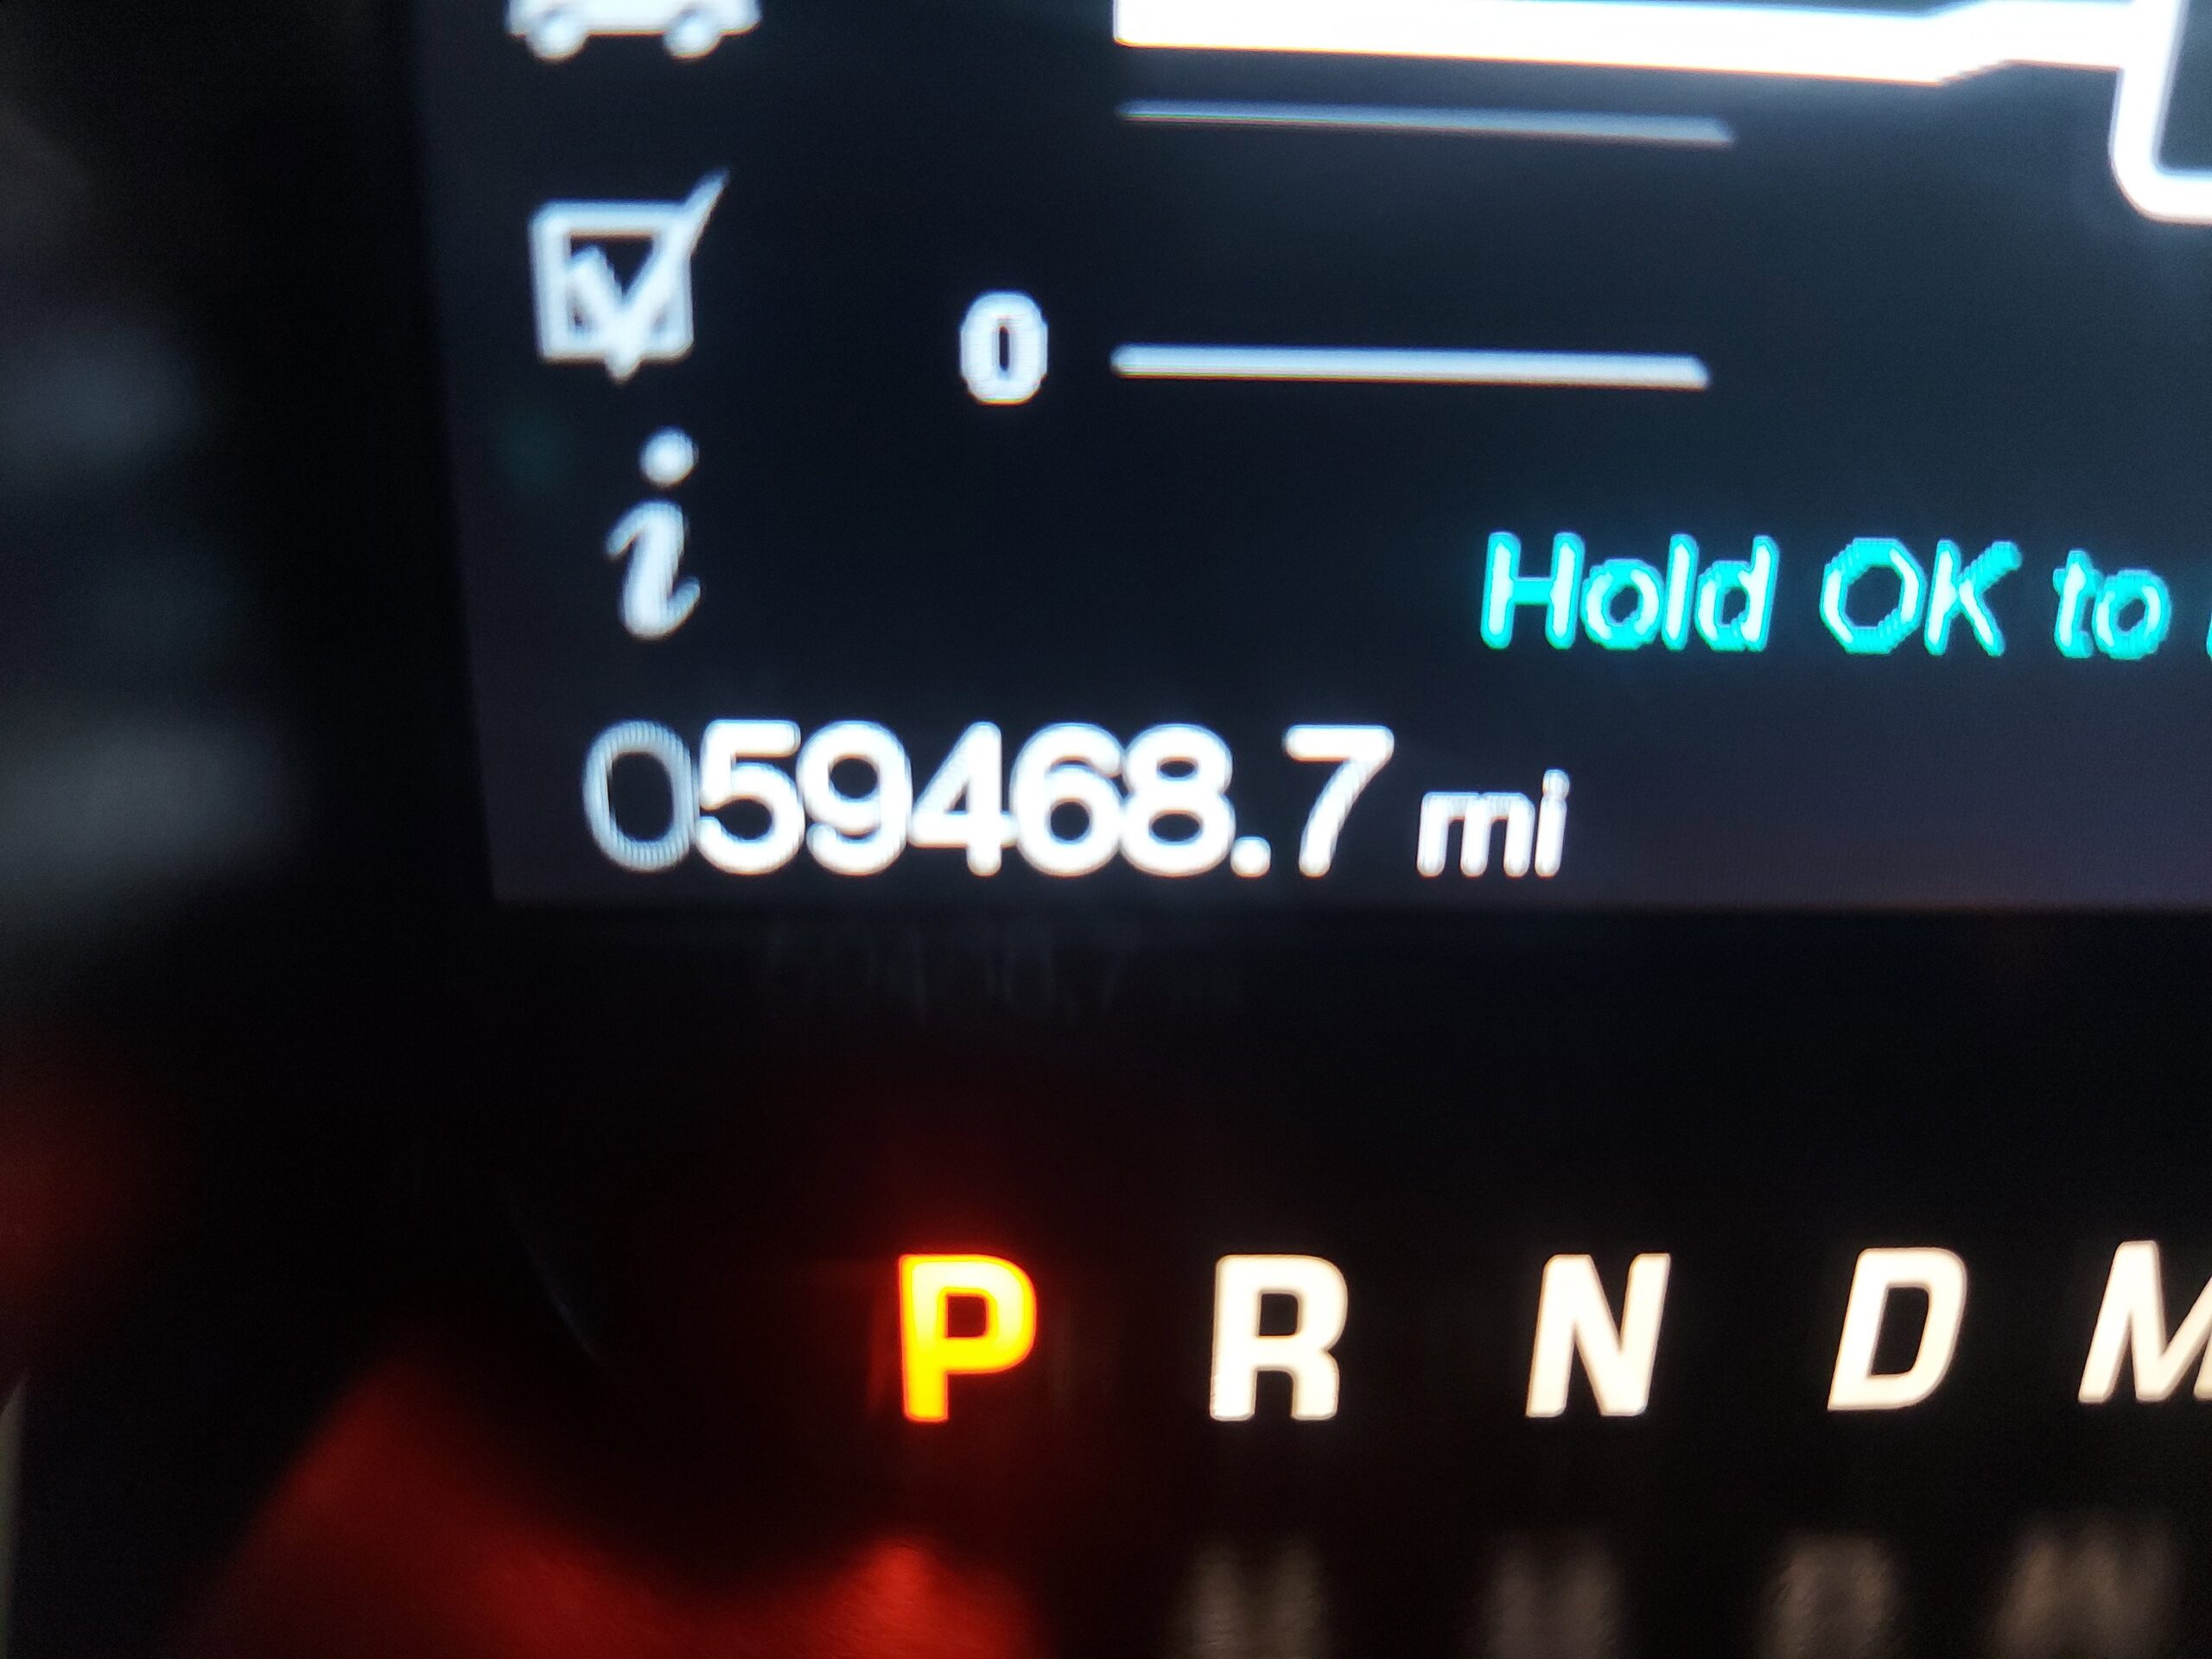 0
i
Hold OK to
059468.7 mi
P R N D M